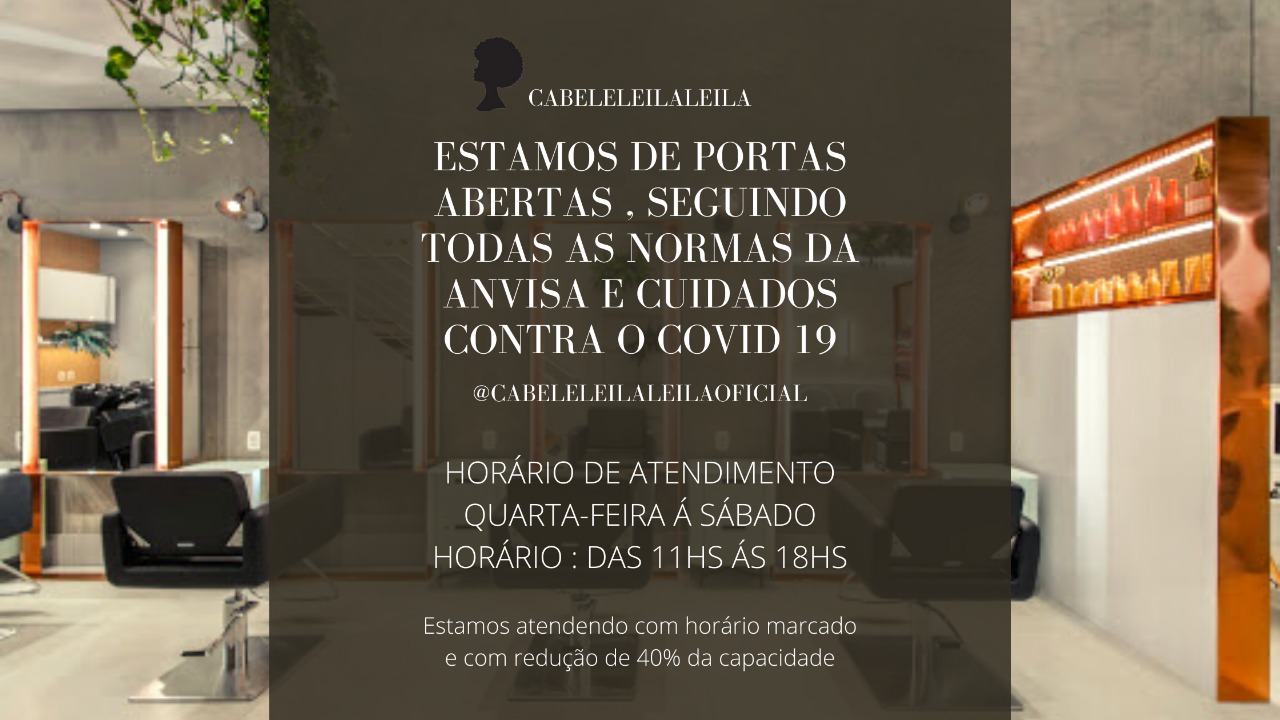 CABELELEILALEILA
ESTAMOS DE PORTAS
ABERTAS , SEGUINDO
TODAS AS NORMAS DA
ANVISA E CUIDADOS
CONTRA O COVID 19
@CABELELEILALEILAOFICIAL
HORÁRIO DE ATENDIMENTO
QUARTA-FEIRA Á SÁBADO
HORÁRIO : DAS 11HS ÁS 18HS
Estamos atendendo com horário marcado
e com redução de 40% da capacidade